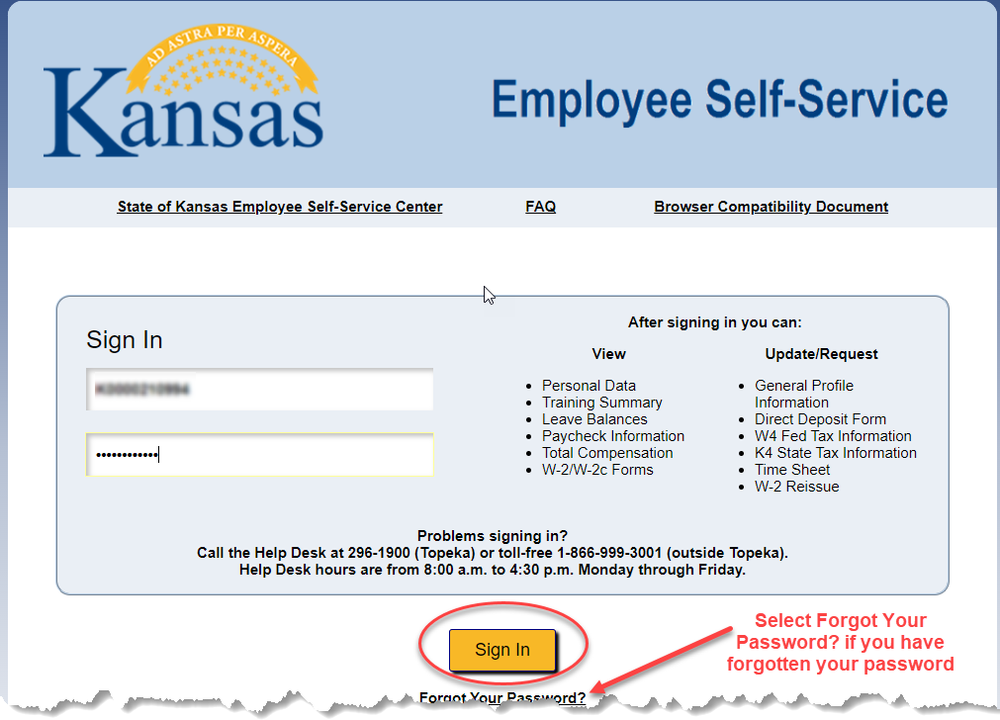 AD ASTRA PER ASPERA
Kansas
Employee Self-Service
State of Kansas Employee Self-Service Center FAQ Browser Compatibility Document
Sign In
After signing in you can:
View
Personal Data
Training Summary
Leave Balances
Paycheck Information
Total Compensation
W-2/W-2c Forms
Update/Request
General Profile
Information
Direct Deposit Form
W4 Fed Tax Information
K4 State Tax Information
Time Sheet
W-2 Reissue
Problems signing in?
Call the Help Desk at 296-1900 (Topeka) or toll-free 1-866-999-3001 (outside Topeka).
Help Desk hours are from 8:00 a.m. to 4:30 p.m. Monday through Friday.
Sign In
Select Forgot Your
Password? if you have
forgotten your password
Forgot Your Password?